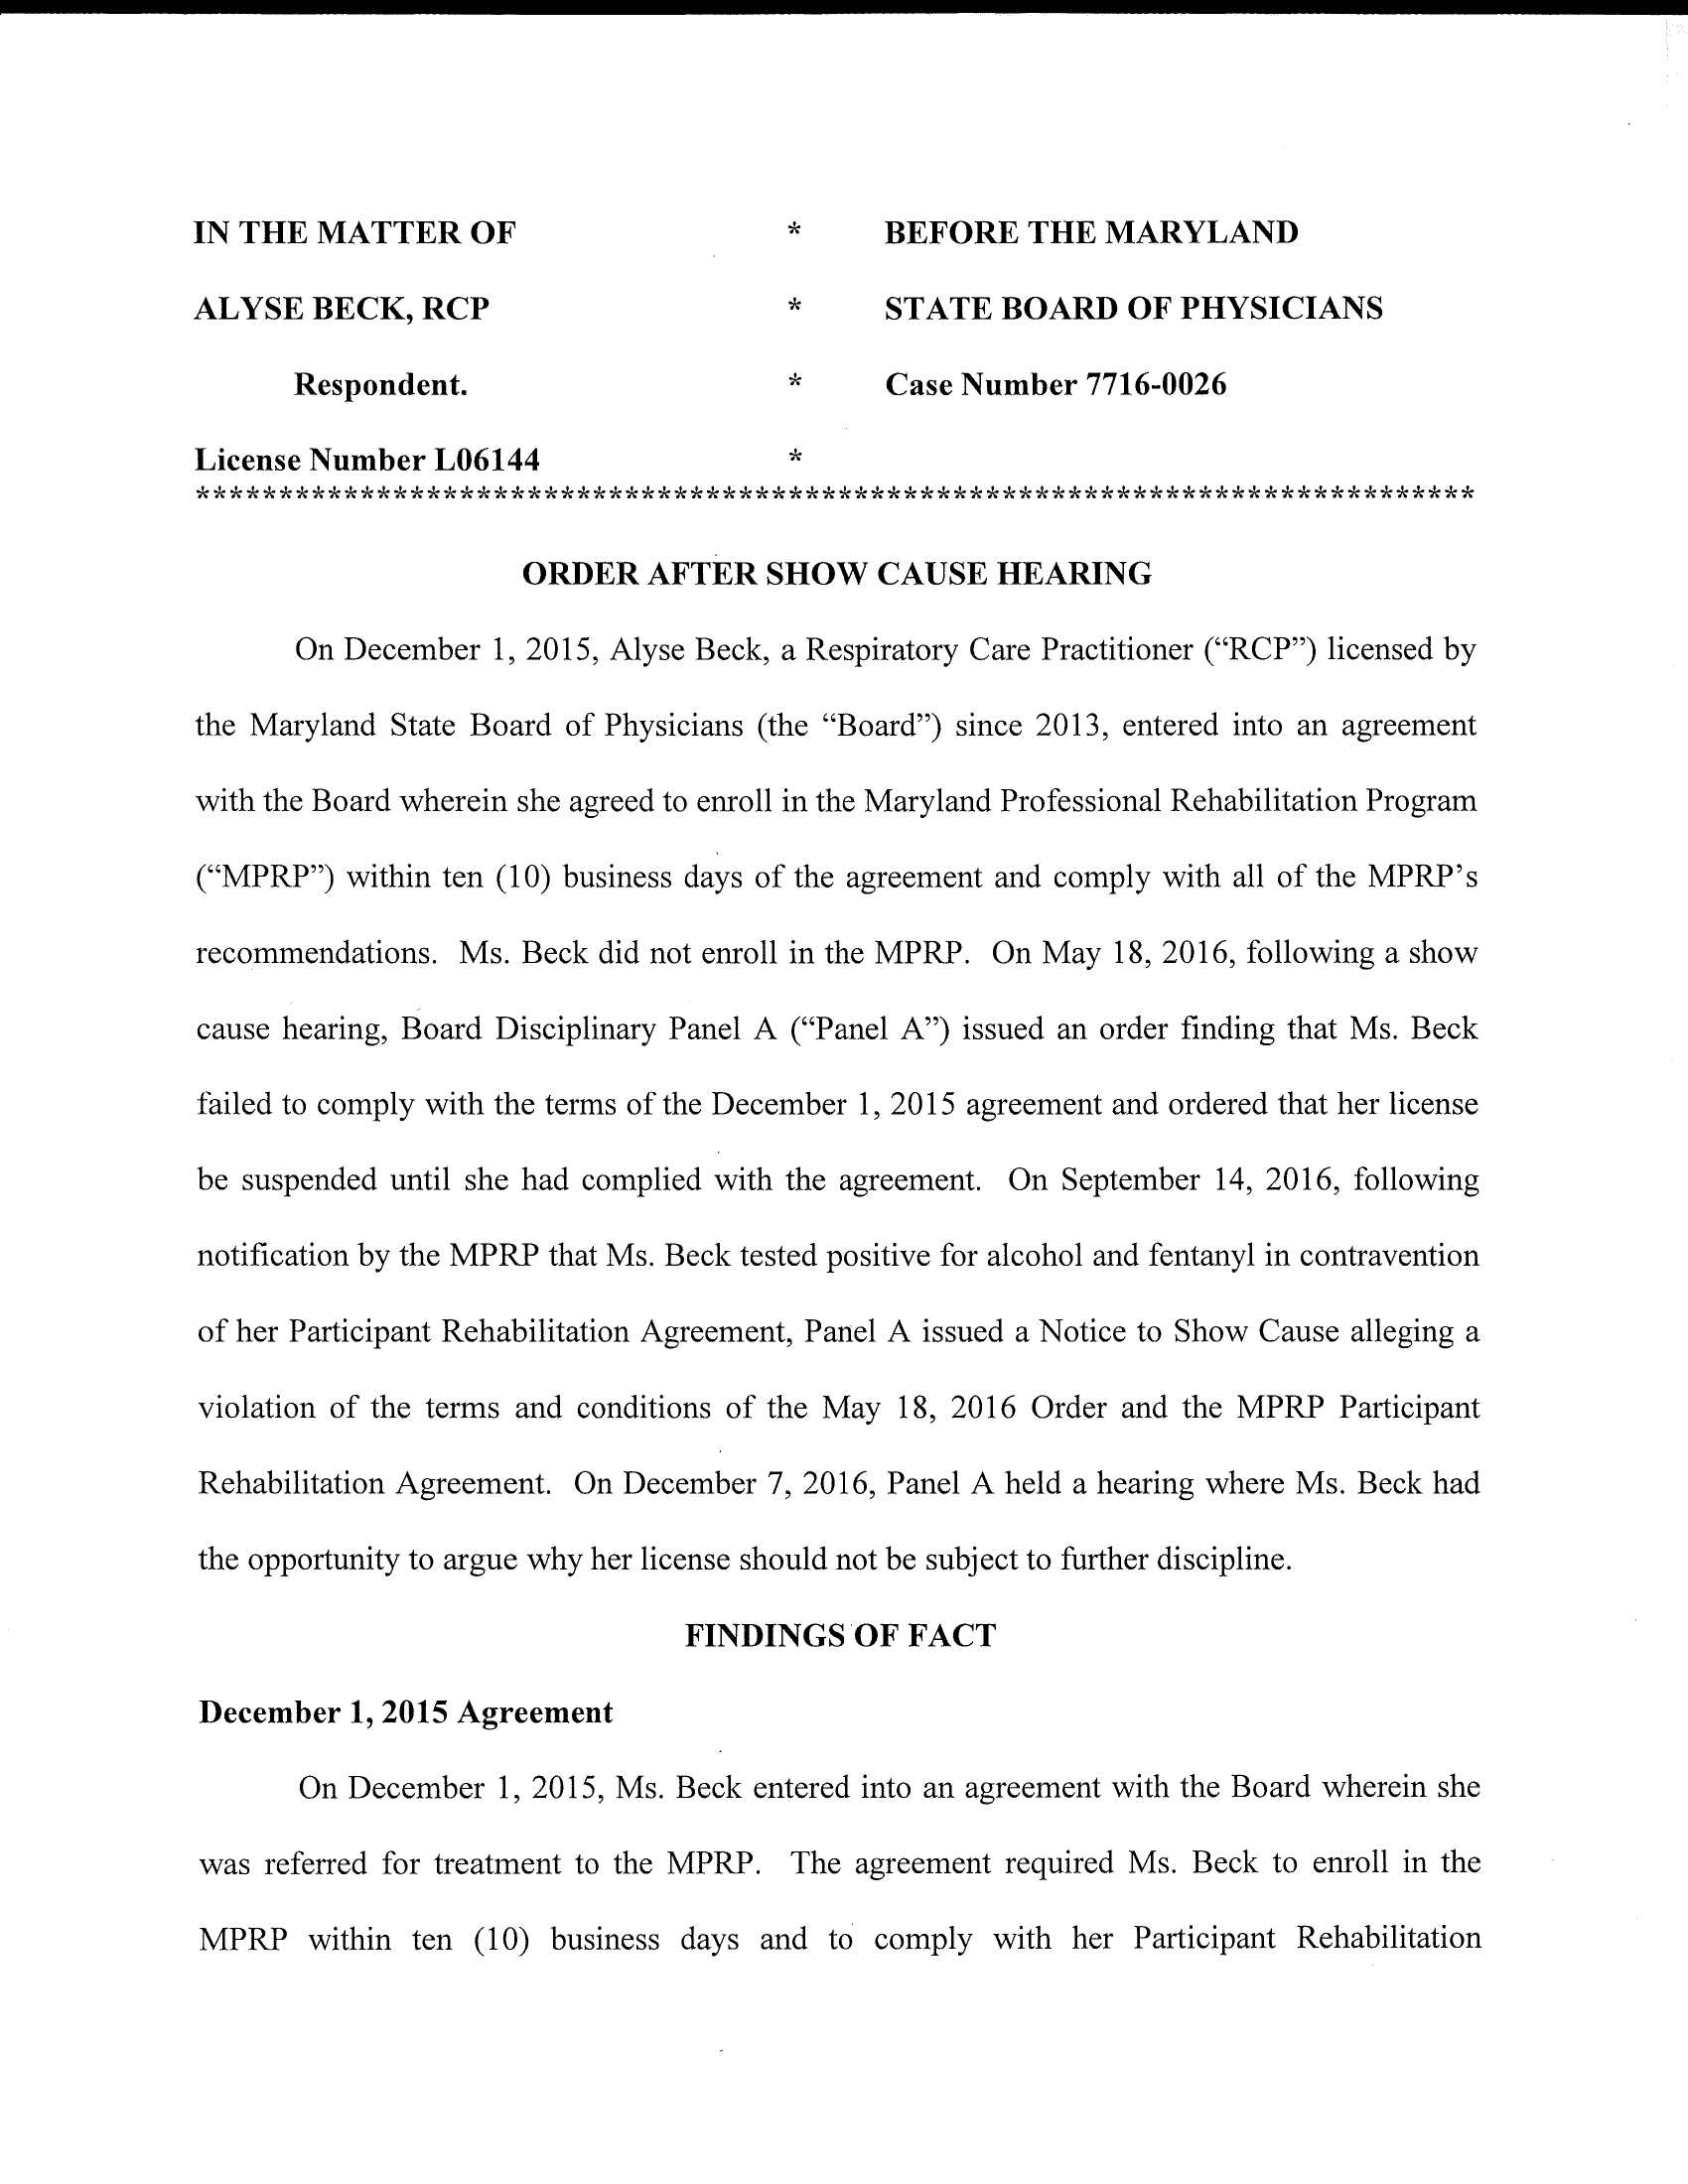 IN THE MATTER OF * BEFORE THE MARYLAND
ALYSE BECK, RCP * STATE BOARD OF PHYSICIANS
Respondent. * Case Number 7716-0026
License Number L06144 *
******************************************************************************
ORDER AFTER SHOW CAUSE HEARING
On December 1, 2015, Alyse Beck, a Respiratory Care Practitioner (“RCP”) licensed by
the Maryland State Board of Physicians (the “Board”) since 2013, entered into an agreement
with the Board wherein she agreed to enroll in the Maryland Professional Rehabilitation Program
(“MPRP”) within ten (10) business days of the agreement and comply with all of the MPRP’s
recommendations. Ms. Beck did not enroll in the MPRP. On May 18, 2016, following a show
cause hearing, Board Disciplinary Panel A (“Panel A”) issued an order finding that Ms. Beck
failed to comply with the terms of the December 1, 2015 agreement and ordered that her license
be suspended until she had complied with the agreement. On September 14, 2016, following
notification by the MPRP that Ms. Beck tested positive for alcohol and fentanyl in contravention
of her Participant Rehabilitation Agreement, Panel A issued a Notice to Show Cause alleging a
violation of the terms and conditions of the May 18, 2016 Order and the MPRP Participant
Rehabilitation Agreement. On December 7, 2016, Panel A held a hearing where Ms. Beck had
the opportunity to argue why her license should not be subject to further discipline.
FINDINGS OF FACT
December 1, 2015 Agreement
On December 1, 2015, Ms. Beck entered into an agreement with the Board wherein she
was referred for treatment to the MPRP. The agreement required Ms. Beck to enroll in the
MPRP within ten (10) business days and to comply with her Participant Rehabilitation